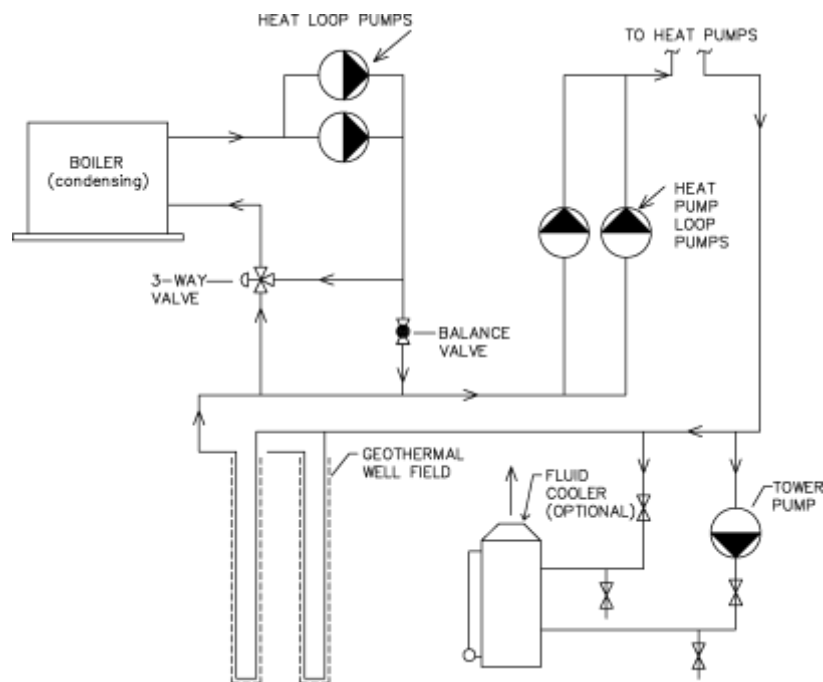 HEAT LOOP PUMPS
TO HEAT PUMPS
BOILER
(condensing)
HEAT
PUMP
LOOP
PUMPS
3-WAY
VALVE
BALANCE
VALVE
GEOTHERMAL
WELL FIELD
FLUID
COOLER
(OPTIONAL)
TOWER
PUMP